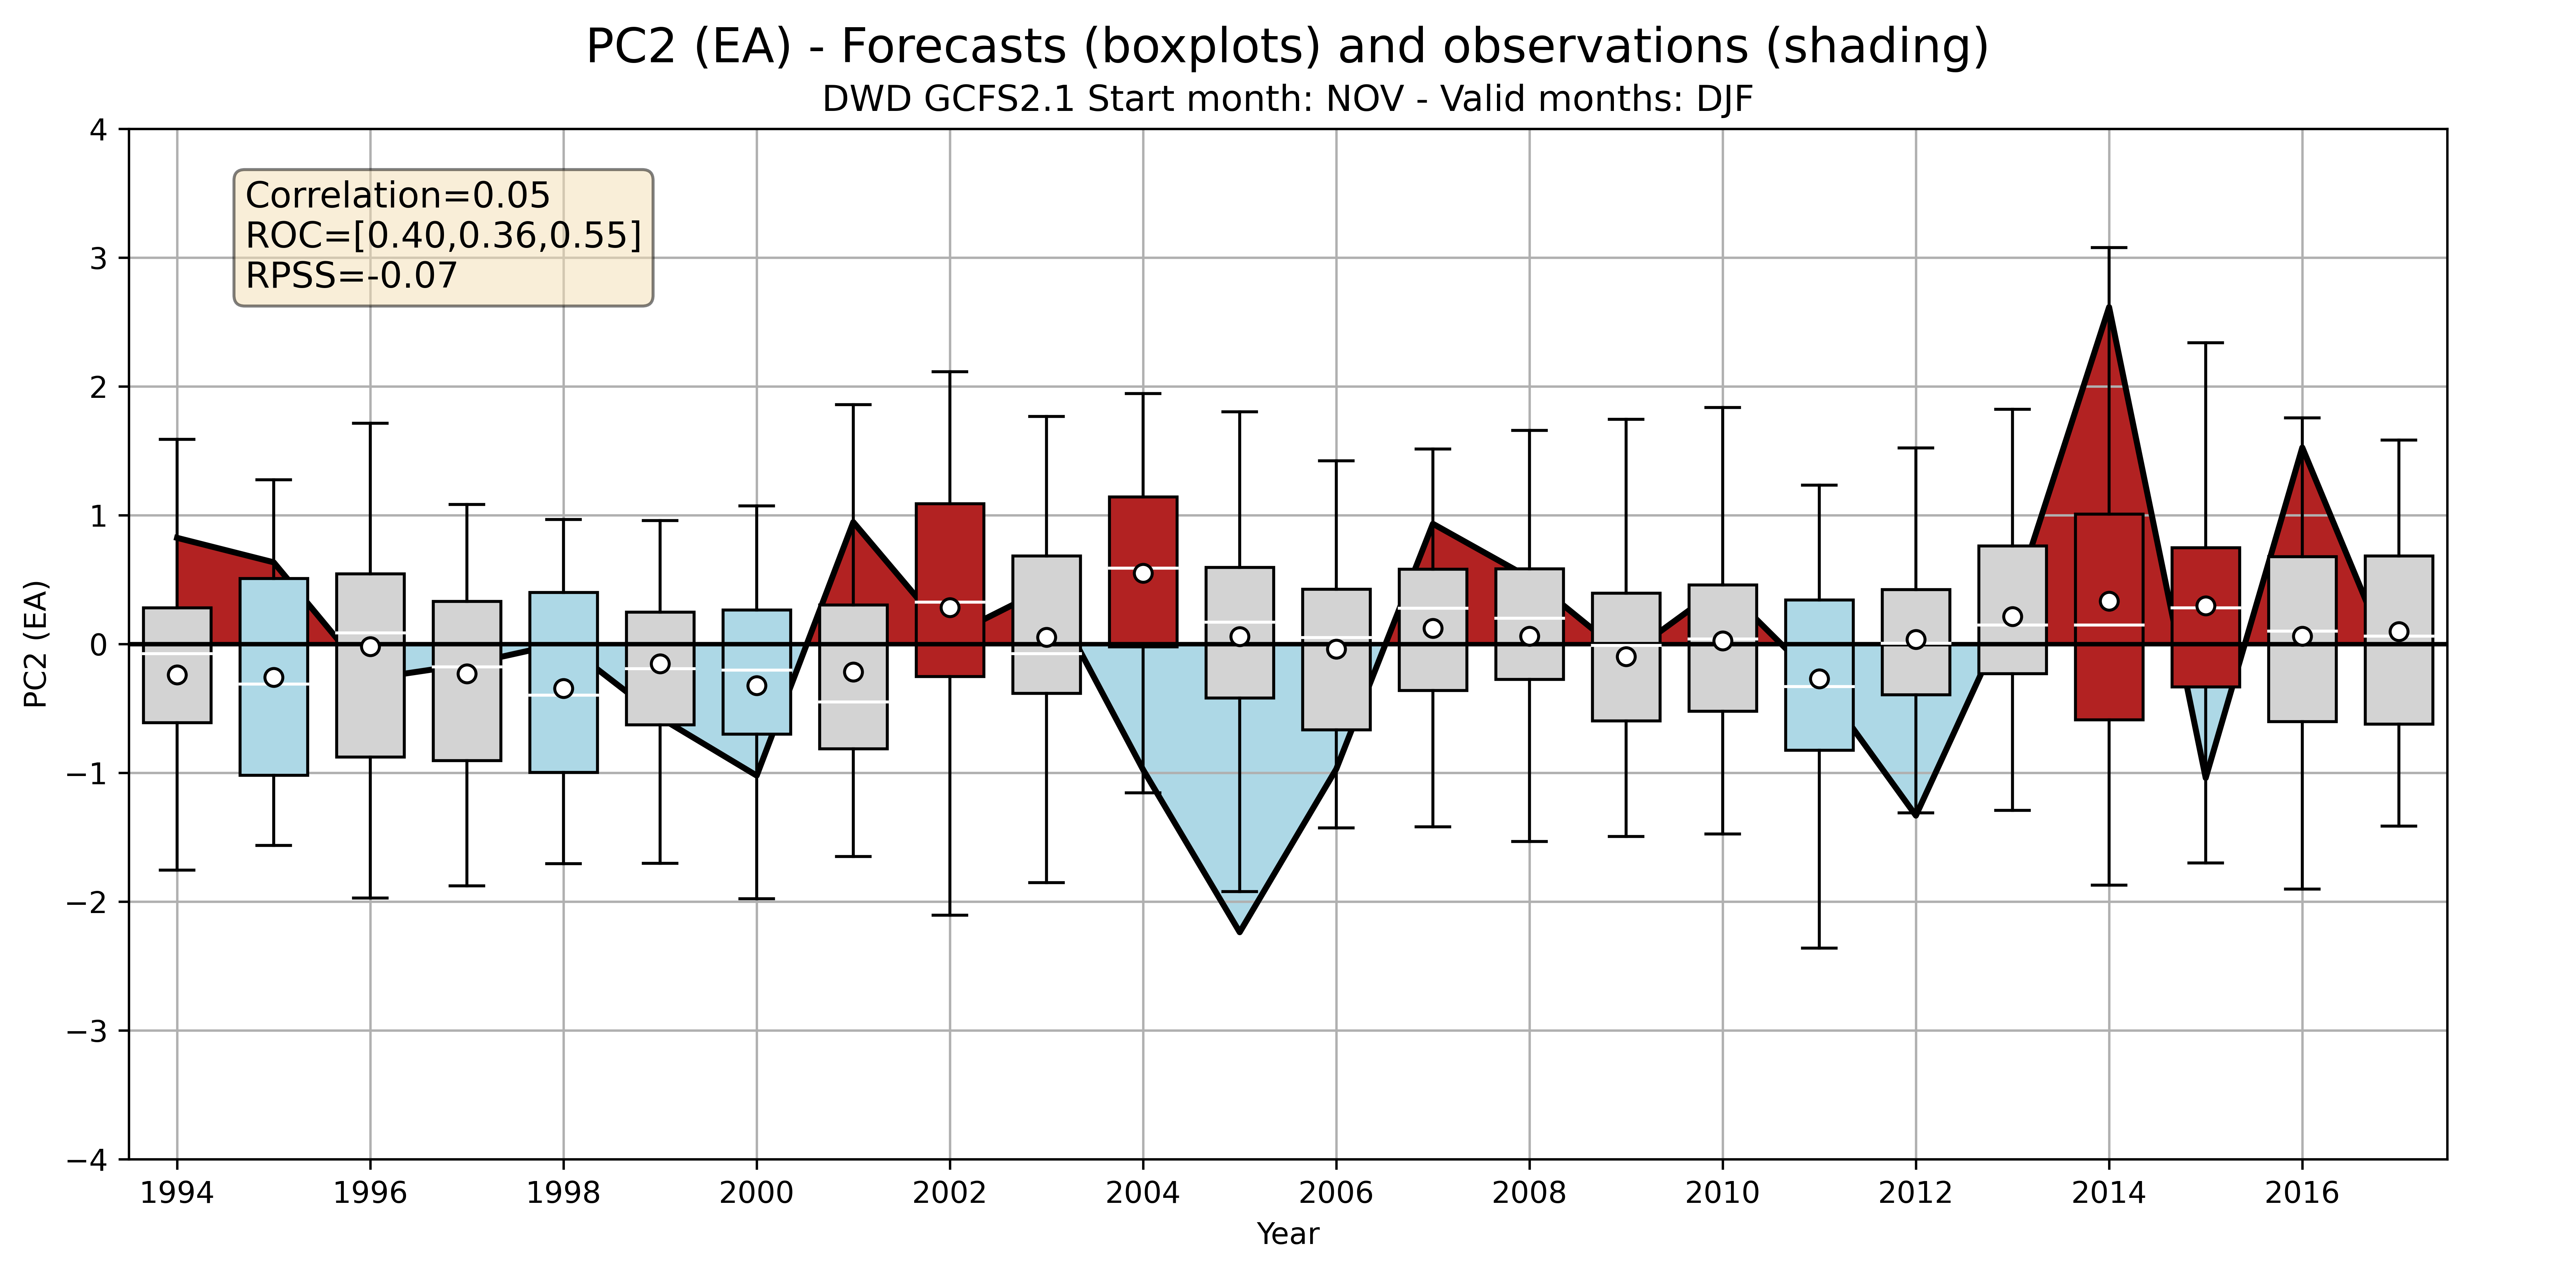 PC2 (EA) - Forecasts (boxplots) and observations (shading)
DWD GCFS2.1 Start month: NOV - Valid months: DJF
Correlation=0.05
ROC=[0.40,0.36,0.55]
RPSS=-0.07
PC2 (EA)
4
3
2
1
0
−1
−2
−3
−4
1994 1996 1998 2000 2002 2004 2006 2008 2010 2012 2014 2016
Year